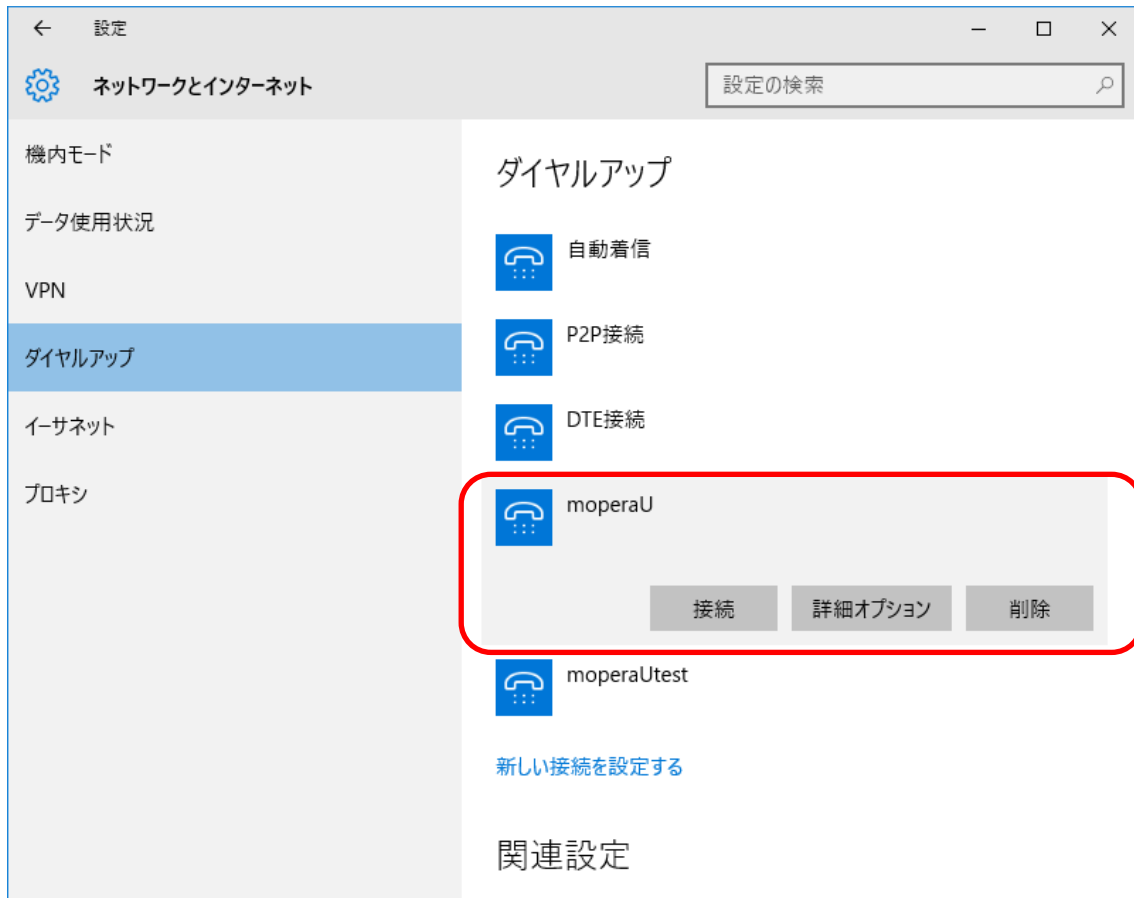 設定
ネットワークとインターネット
設定の検索
機内モード
データ使用状況
VPN
ダイヤルアップ
イーサネット
プロキシ
ダイヤルアップ
自動着信
P2P接続
DTE接続
moperaU
接続 詳細オプション 削除
moperaUtest
新しい接続を設定する
関連設定